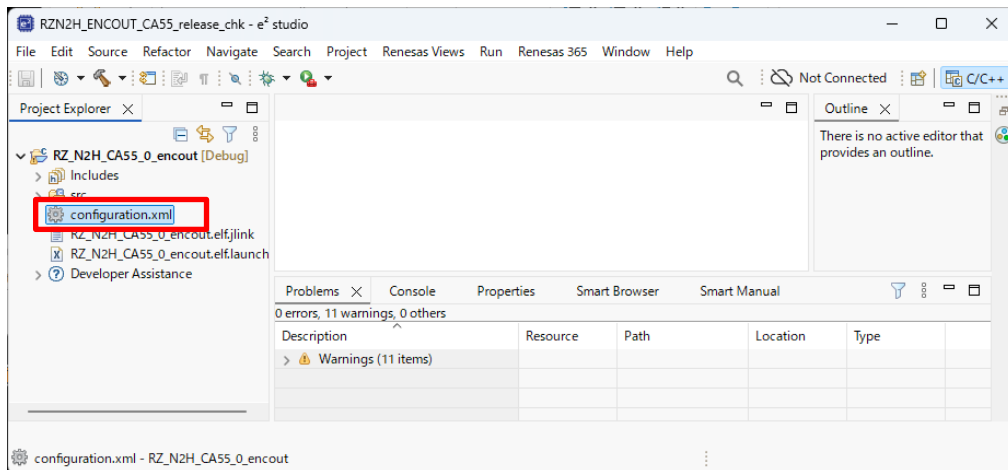 RZN2H_ENCOUT_CA55_release_chk - e² studio
File Edit Source Refactor Navigate Search Project Renesas Views Run Renesas 365 Window Help
Not Connected C/C++
Project Explorer
Outline
There is no active editor that
provides an outline.
RZ_N2H_CA55_0_encout [Debug]
Includes
src
configuration.xml
RZ_N2H_CA55_0_encout.elf.jlink
RZ_N2H_CA55_0_encout.elf.launch
Developer Assistance
Problems Console Properties Smart Browser Smart Manual
0 errors, 11 warnings, 0 others
Description Resource Path Location Type
Warnings (11 items)
configuration.xml - RZ_N2H_CA55_0_encout